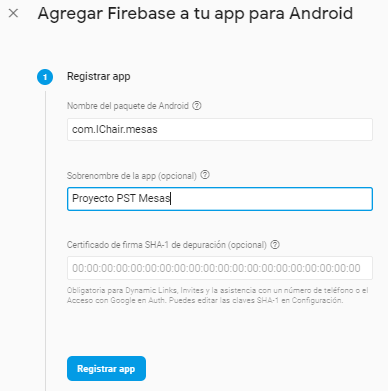 Agregar Firebase a tu app para Android
1 Registrar app
Nombre del paquete de Android
com.IChair.mesas
Sobrenombre de la app (opcional)
Proyecto PST Mesas
Certificado de firma SHA-1 de depuración (opcional)
00:00:00:00:00:00:00:00:00:00:00:00:00:00:00:00:00:00:00:00
Obligatoria para Dynamic Links, Invites y la asistencia con un número de teléfono o el
Acceso con Google en Auth. Puedes editar las claves SHA-1 en Configuración.
Registrar app